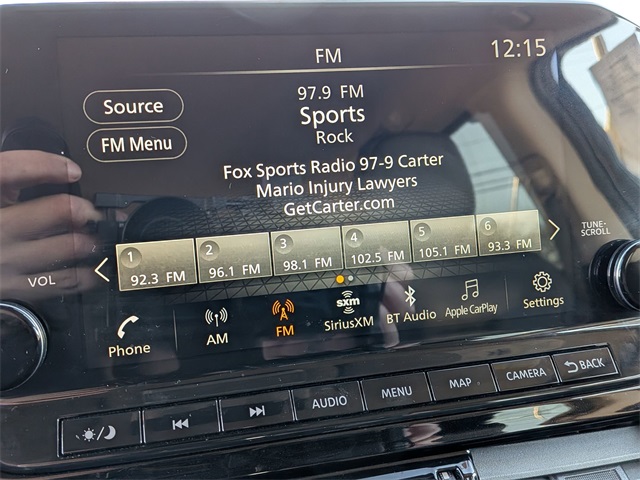 FM
12:15
Source
FM Menu
97.9 FM
Sports
Rock
Fox Sports Radio 97-9 Carter
Mario Injury Lawyers
GetCarter.com
1 92.3 FM
2 96.1 FM
3 98.1 FM
4 102.5 FM
5 105.1 FM
6 93.3 FM
VOL
TUNE-
SCROLL
Phone
AM
FM
sxm
SiriusXM
BT Audio
Apple CarPlay
Settings
AUDIO
MENU
MAP
CAMERA
BACK